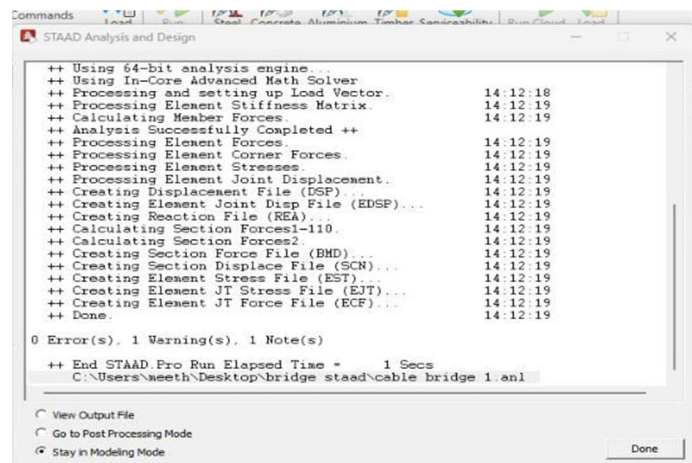 Commands
Load Run Steel Concrete Aluminium Timber Serviceability Run Cloud Load
STAAD Analysis and Design
++ Using 64-bit analysis engine...
++ Using In-Core Advanced Math Solver
++ Processing and setting up Load Vector. 14:12:18
++ Processing Element Stiffness Matrix. 14:12:19
++ Calculating Member Forces. 14:12:19
++ Analysis Successfully Completed ++
++ Processing Element Forces. 14:12:19
++ Processing Element Corner Forces. 14:12:19
++ Processing Element Stresses. 14:12:19
++ Processing Element Joint Displacement. 14:12:19
++ Creating Displacement File (DSP)... 14:12:19
++ Creating Element Joint Disp File (EDSP)... 14:12:19
++ Creating Reaction File (REA)... 14:12:19
++ Calculating Section Forces1-110. 14:12:19
++ Calculating Section Forces2. 14:12:19
++ Creating Section Force File (BMD)... 14:12:19
++ Creating Section Displace File (SCN)... 14:12:19
++ Creating Element Stress File (EST)... 14:12:19
++ Creating Element JT Stress File (EJT)... 14:12:19
++ Creating Element JT Force File (ECF)... 14:12:19
++ Done. 14:12:19
0 Error(s), 1 Warning(s), 1 Note(s)
++ End STAAD.Pro Run Elapsed Time = 1 Secs
C:\Users\meeth\Desktop\bridge staad\cable bridge 1.anl
View Output File
Go to Post Processing Mode
Stay in Modeling Mode
Done